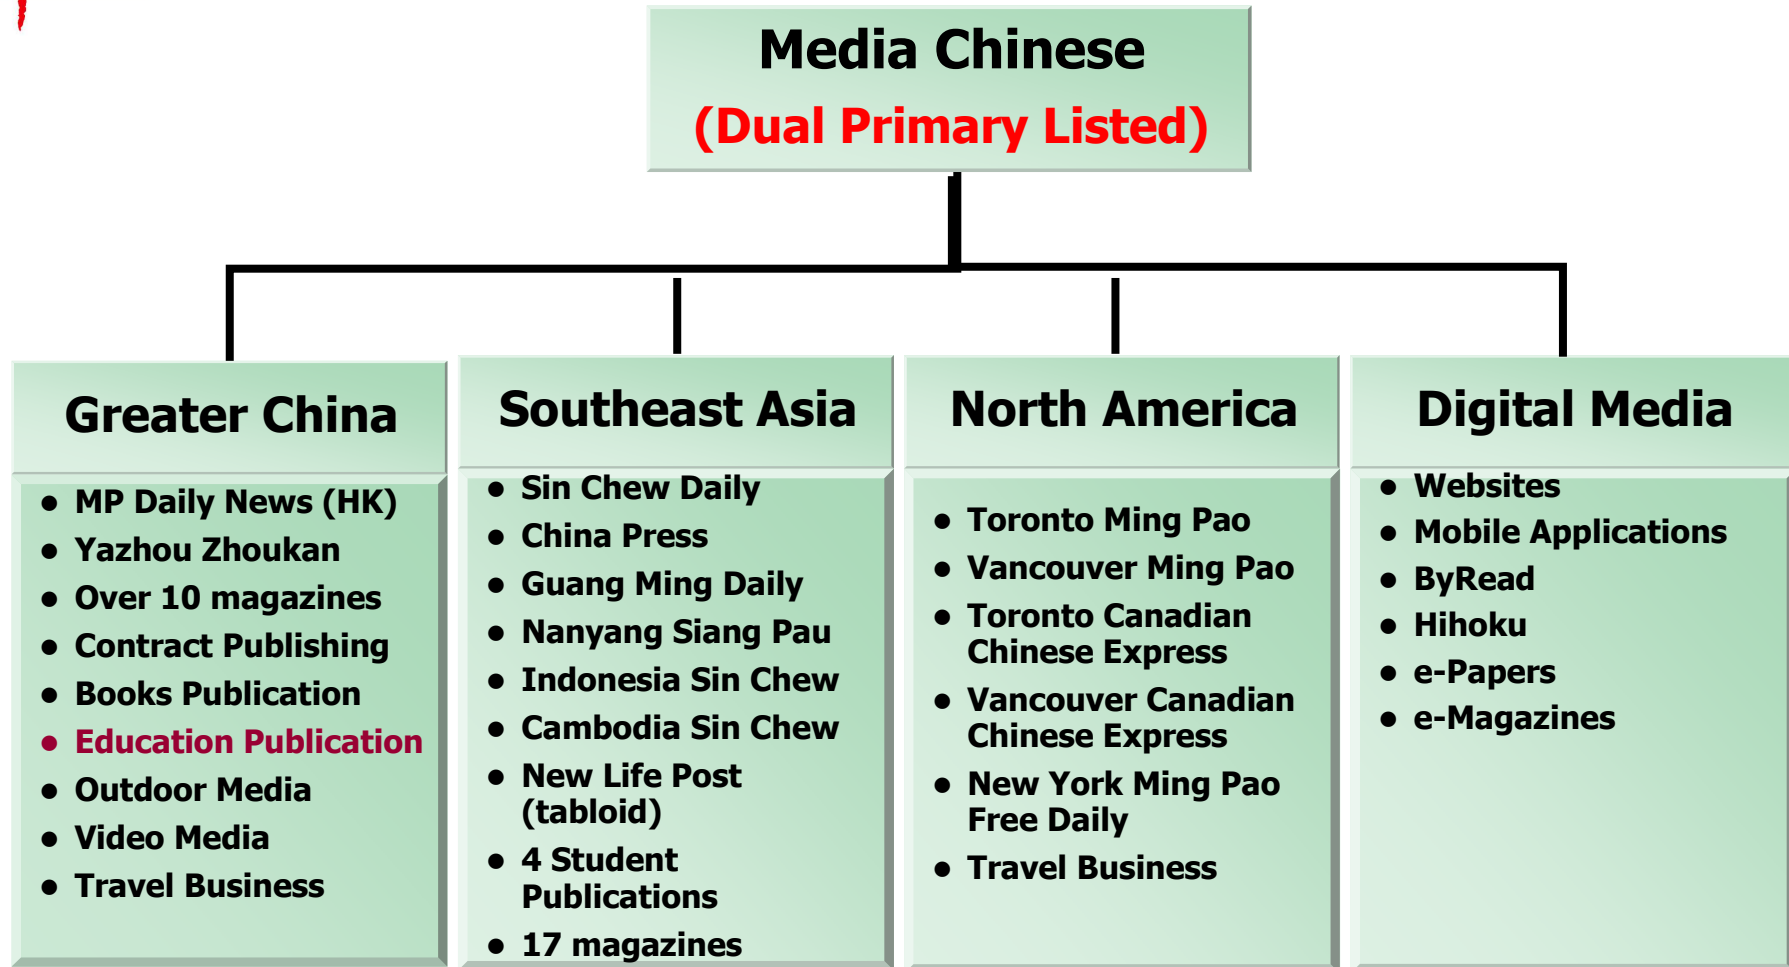 Media Chinese
(Dual Primary Listed)
Greater China
● MP Daily News (HK)
● Yazhou Zhoukan
● Over 10 magazines
● Contract Publishing
● Books Publication
● Education Publication
● Outdoor Media
● Video Media
● Travel Business
Southeast Asia
● Sin Chew Daily
● China Press
● Guang Ming Daily
● Nanyang Siang Pau
● Indonesia Sin Chew
● Cambodia Sin Chew
● New Life Post
(tabloid)
● 4 Student
Publications
● 17 magazines
North America
● Toronto Ming Pao
● Vancouver Ming Pao
● Toronto Canadian
Chinese Express
● Vancouver Canadian
Chinese Express
● New York Ming Pao
Free Daily
● Travel Business
Digital Media
● Websites
● Mobile Applications
● ByRead
● Hihoku
● e-Papers
● e-Magazines